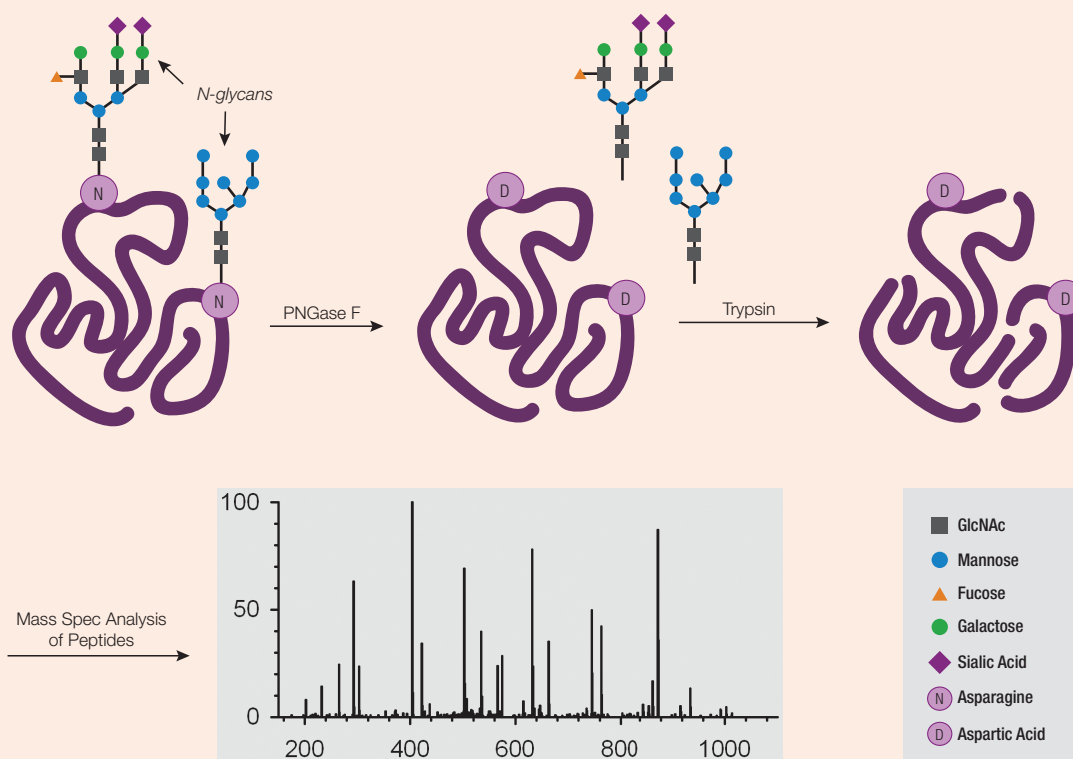 N-glycans
N
N
PNGase F
D
D
Trypsin
D
D
Mass Spec Analysis
of Peptides
100
50
0
200 400 600 800 1000
GlcNAc
Mannose
Fucose
Galactose
Sialic Acid
N Asparagine
D Aspartic Acid